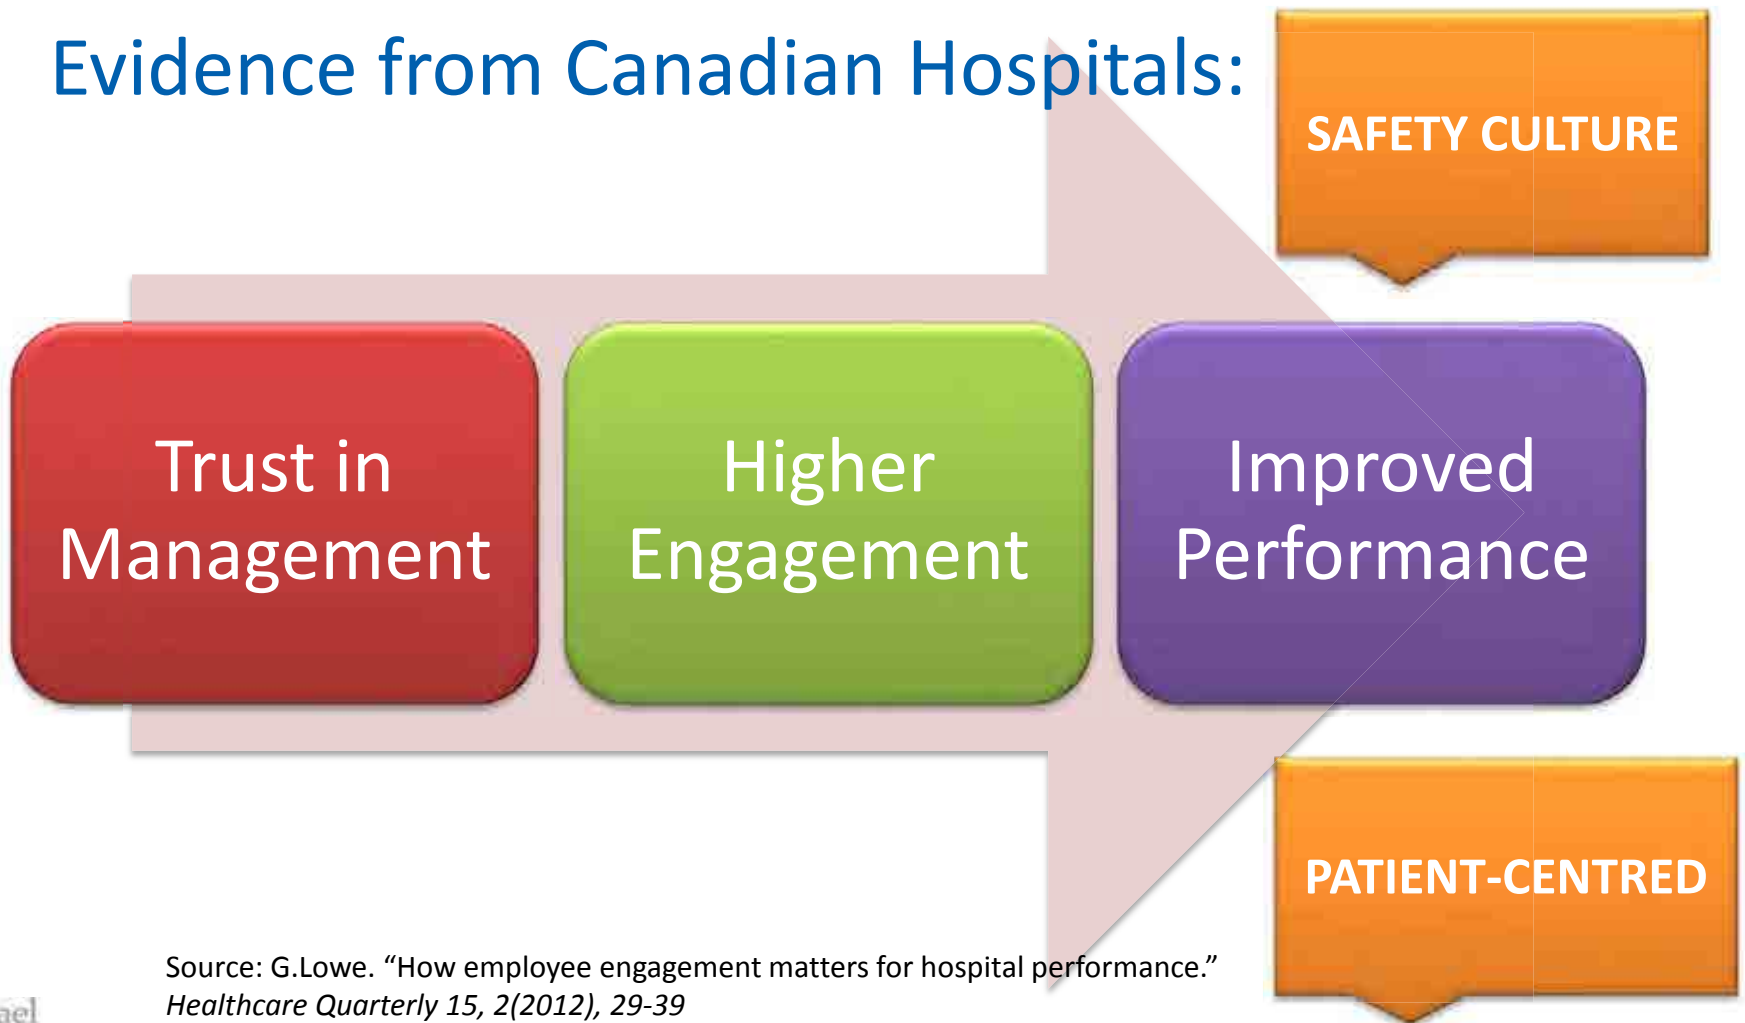 Evidence from Canadian Hospitals:
SAFETY CULTURE
Trust in
Management
Higher
Engagement
Improved
Performance
PATIENT-CENTRED
Source: G.Lowe. “How employee engagement matters for hospital performance.”
Healthcare Quarterly 15, 2(2012), 29-39